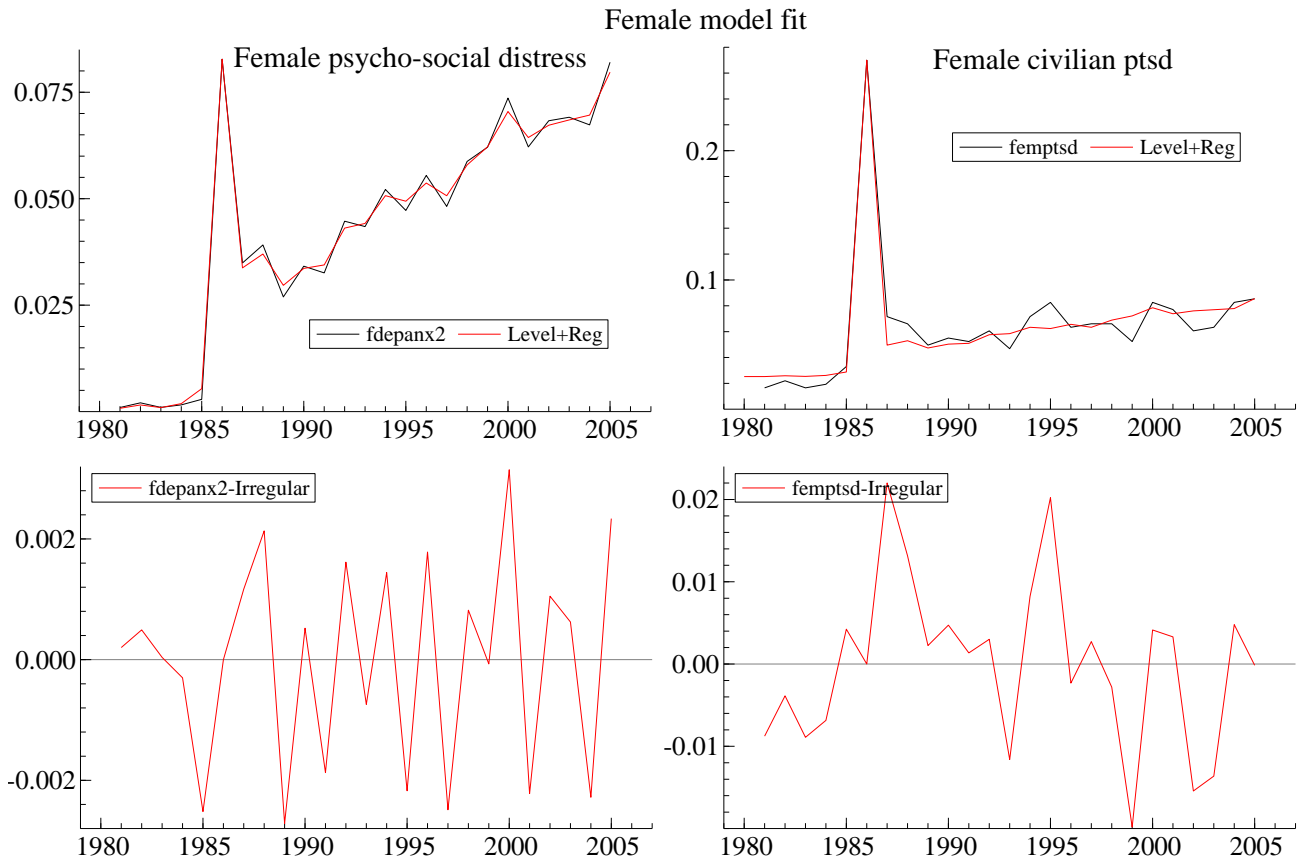 Female model fit
Female psycho-social distress
0.075
0.050
0.025
fdepanx2 Level+Reg
1980 1985 1990 1995 2000 2005
Female civilian ptsd
0.2
0.1
femptsd Level+Reg
1980 1985 1990 1995 2000 2005
fdepanx2-Irregular
0.002
0.000
-0.002
1980 1985 1990 1995 2000 2005
femptsd-Irregular
0.02
0.01
0.00
-0.01
1980 1985 1990 1995 2000 2005